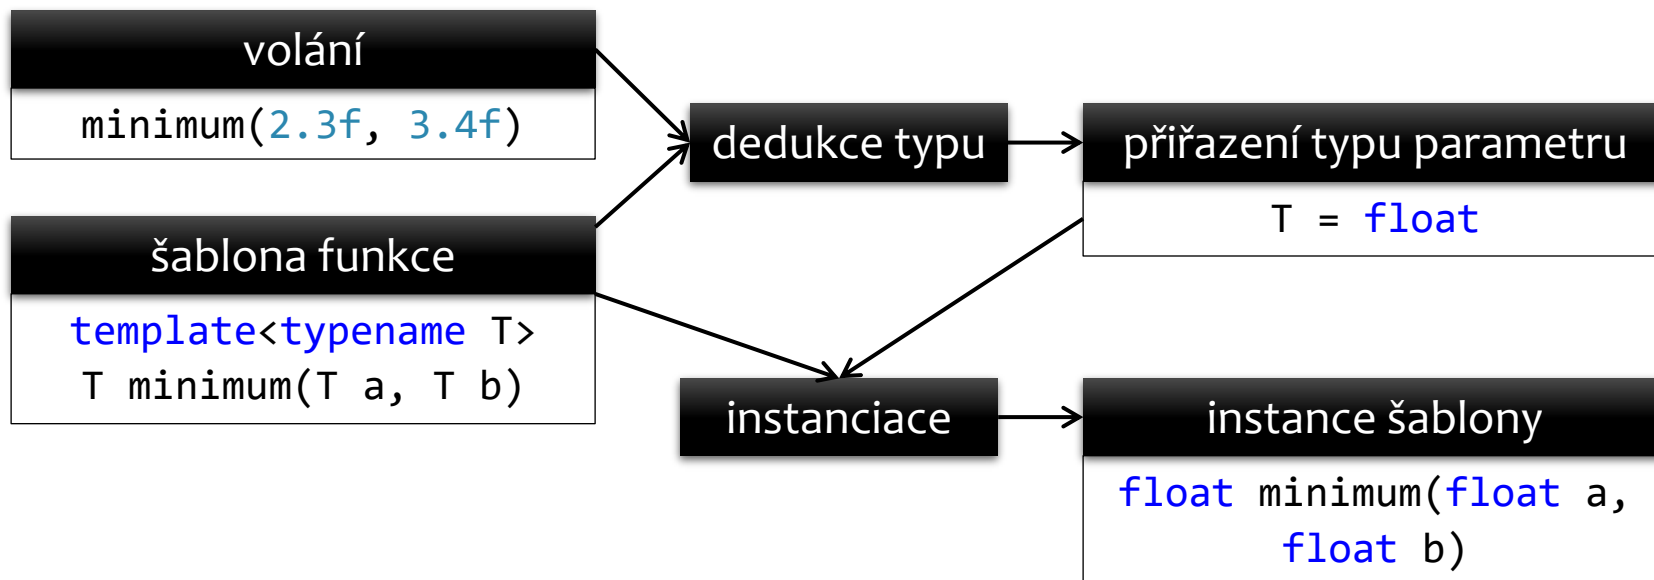 volání
minimum(2.3f, 3.4f)
šablona funkce
template<typename T>
T minimum(T a, T b)
dedukce typu
přiřazení typu parametru
T = float
instanciace
instance šablony
float minimum(float a,
float b)